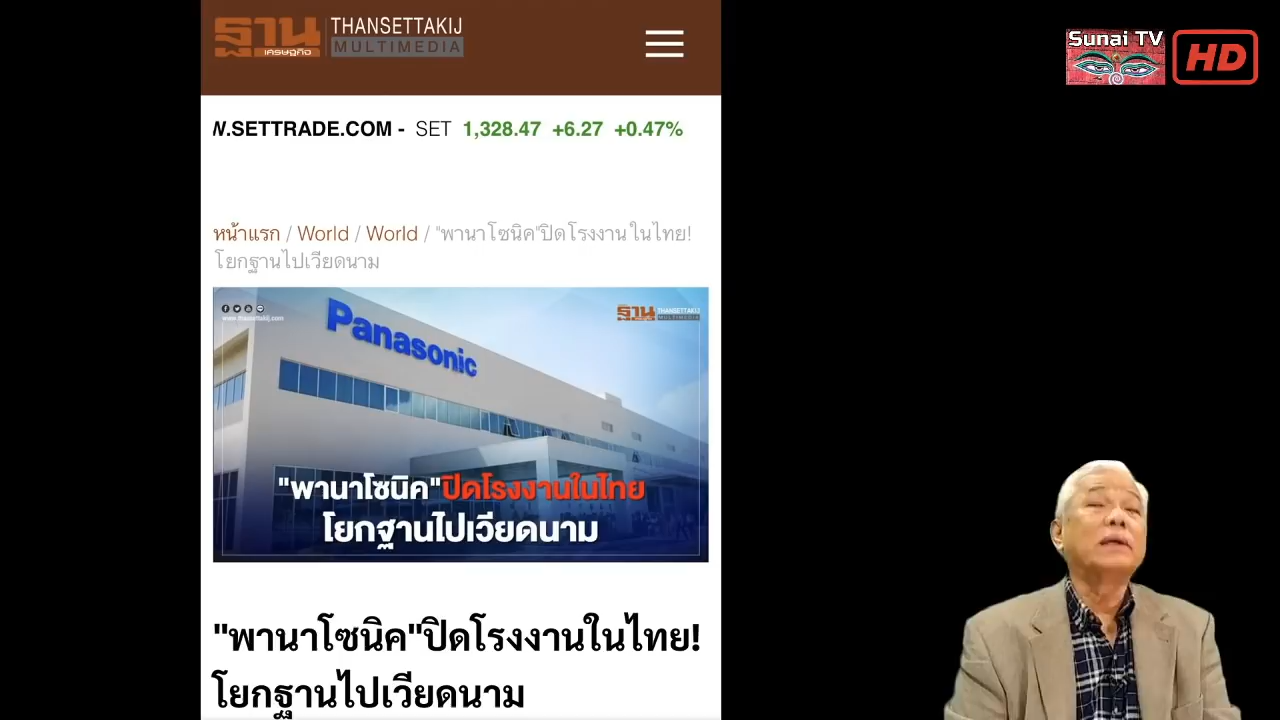 ฐาน
เศรษฐกิจ
THANSETTAKIJ
MULTIMEDIA
Sunai TV
HD
W.SETTRADE.COM - SET 1,328.47 +6.27 +0.47%
หน้าแรก / World / World / "พานาโซนิค"ปิดโรงงานในไทย!
โยกฐานไปเวียดนาม
www.thansettakij.com
ฐาน
THANSETTAKIJ
MULTIMEDIA
Panasonic
"พานาโซนิค"ปิดโรงงานในไทย
โยกฐานไปเวียดนาม
"พานาโซนิค"ปิดโรงงานในไทย!
โยกฐานไปเวียดนาม